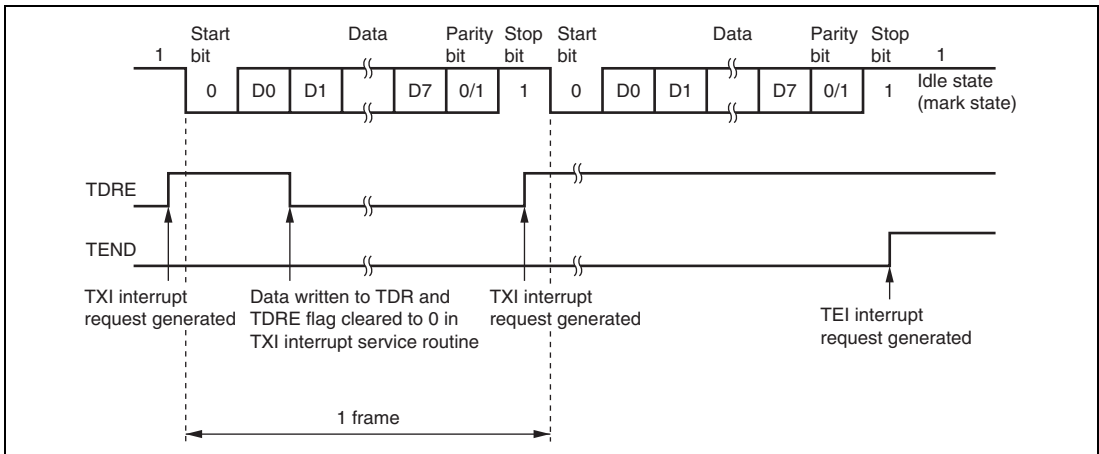 Start Data Parity Stop Start Data Parity Stop
1 bit bit bit bit bit bit 1
0 D0 D1 D7 0/1 1 0 D0 D1 D7 0/1 1 Idle state
(mark state)
TDRE
TEND
TXI interrupt Data written to TDR and TXI interrupt TEI interrupt
request generated TDRE flag cleared to 0 in request generated request generated
TXI interrupt service routine
1 frame